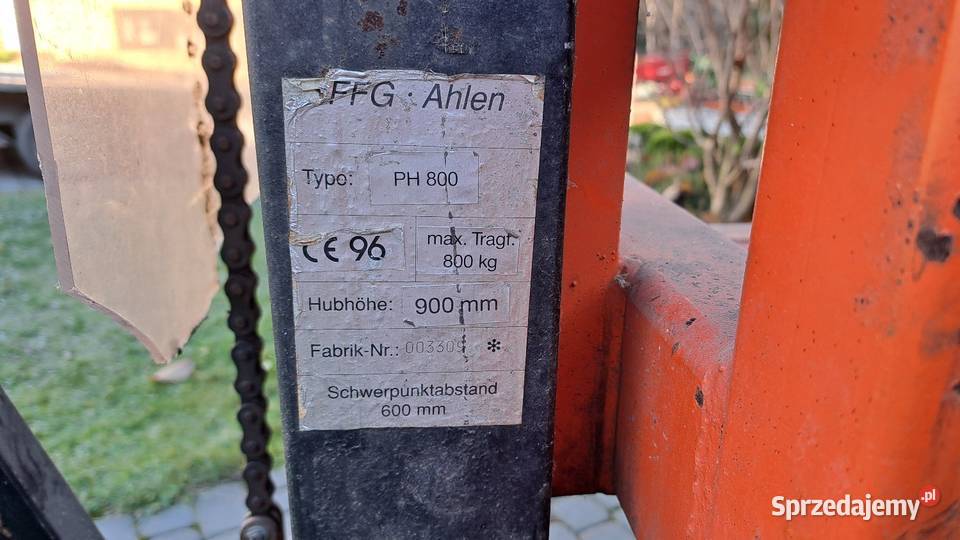 FFG · Ahlen
Type: PH 800
CE 96
max. Tragf.
800 kg
Hubhöhe: 900 mm
Fabrik-Nr.: 003309 *
Schwerpunktabstand
600 mm
Sprzedajemy.pl